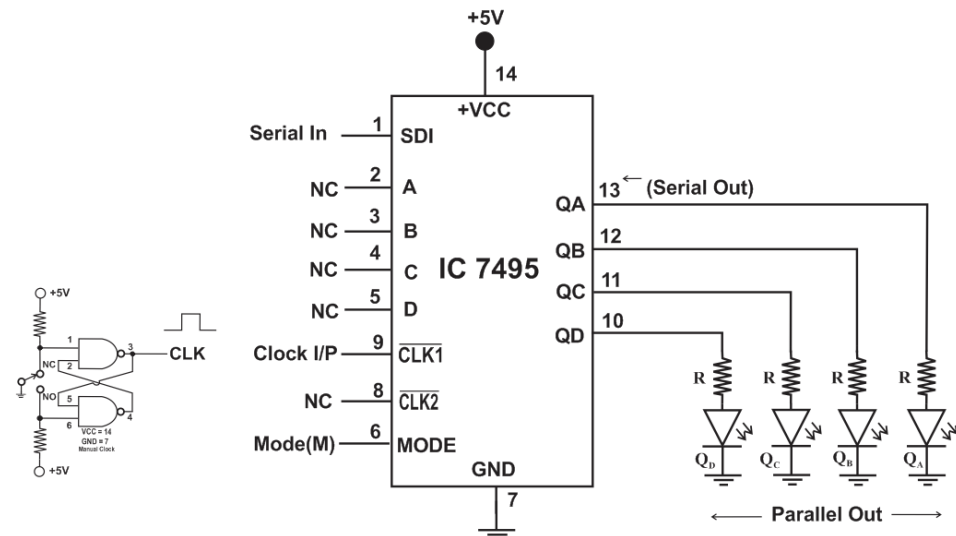 +5V
14
+VCC
Serial In 1 SDI
NC 2 A
NC 3 B
NC 4 C
NC 5 D
Clock I/P 9 CLK1
NC 8 CLK2
Mode(M) 6 MODE
IC 7495
GND
7
QA 13 ← (Serial Out)
QB 12
QC 11
QD 10
R R R R
QD QC QB QA
← Parallel Out →
+5V
1
2
3
CLK
NC
NO
5
6
4
VCC = 14
GND = 7
Manual Clock
+5V